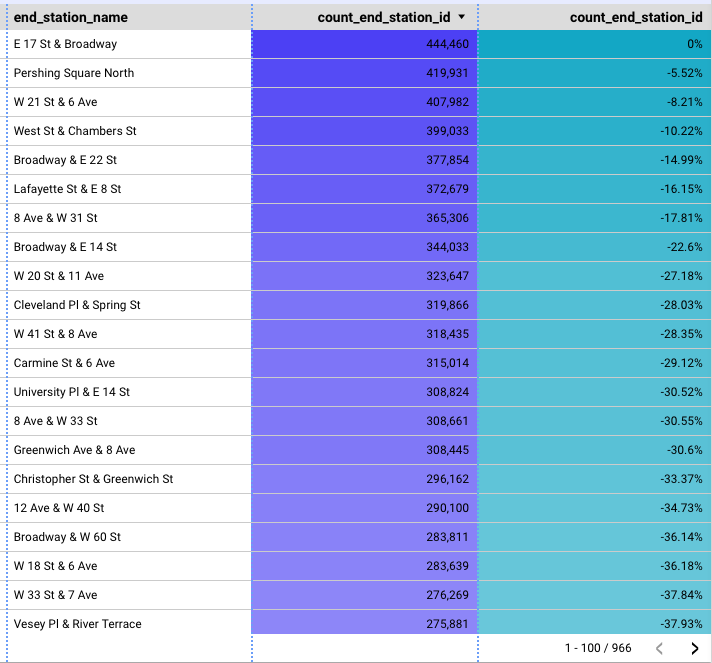 end_station_name count_end_station_id count_end_station_id
E 17 St & Broadway 444,460 0%
Pershing Square North 419,931 -5.52%
W 21 St & 6 Ave 407,982 -8.21%
West St & Chambers St 399,033 -10.22%
Broadway & E 22 St 377,854 -14.99%
Lafayette St & E 8 St 372,679 -16.15%
8 Ave & W 31 St 365,306 -17.81%
Broadway & E 14 St 344,033 -22.6%
W 20 St & 11 Ave 323,647 -27.18%
Cleveland Pl & Spring St 319,866 -28.03%
W 41 St & 8 Ave 318,435 -28.35%
Carmine St & 6 Ave 315,014 -29.12%
University Pl & E 14 St 308,824 -30.52%
8 Ave & W 33 St 308,661 -30.55%
Greenwich Ave & 8 Ave 308,445 -30.6%
Christopher St & Greenwich St 296,162 -33.37%
12 Ave & W 40 St 290,100 -34.73%
Broadway & W 60 St 283,811 -36.14%
W 18 St & 6 Ave 283,639 -36.18%
W 33 St & 7 Ave 276,269 -37.84%
Vesey Pl & River Terrace 275,881 -37.93%
1 - 100 / 966